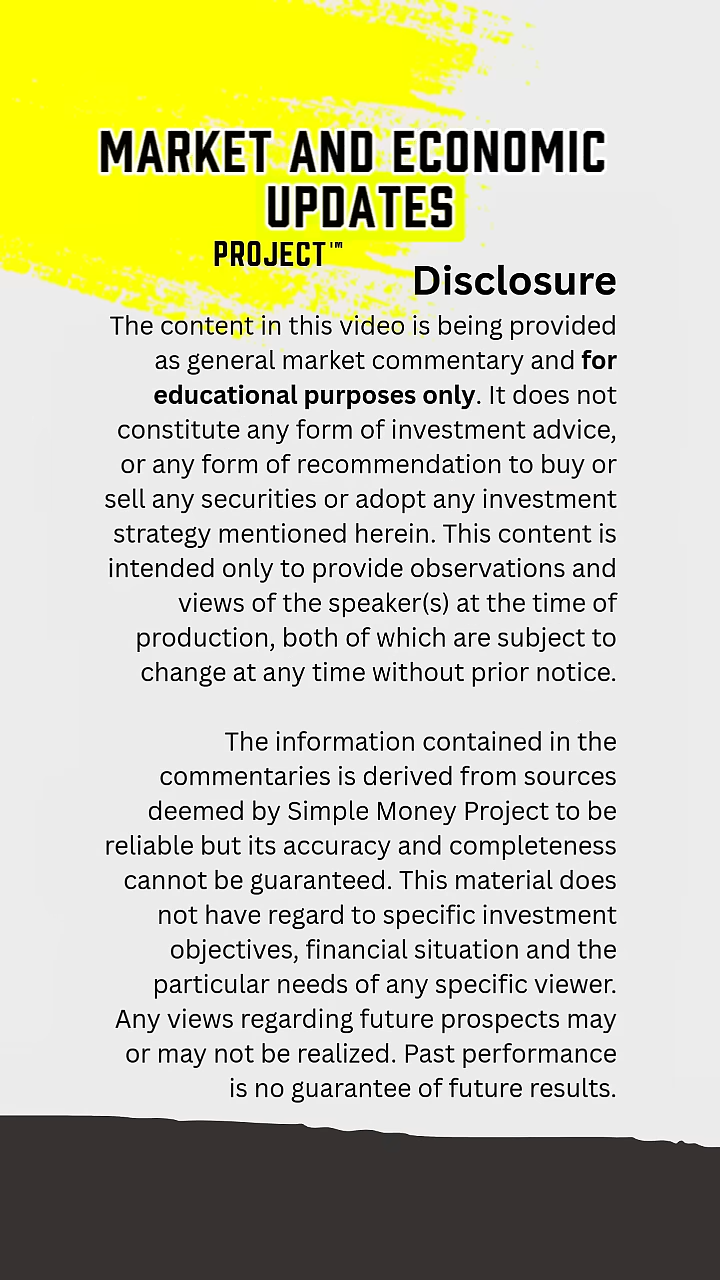 MARKET AND ECONOMIC
UPDATES
PROJECT™
Disclosure
The content in this video is being provided
as general market commentary and for
educational purposes only. It does not
constitute any form of investment advice,
or any form of recommendation to buy or
sell any securities or adopt any investment
strategy mentioned herein. This content is
intended only to provide observations and
views of the speaker(s) at the time of
production, both of which are subject to
change at any time without prior notice.
The information contained in the
commentaries is derived from sources
deemed by Simple Money Project to be
reliable but its accuracy and completeness
cannot be guaranteed. This material does
not have regard to specific investment
objectives, financial situation and the
particular needs of any specific viewer.
Any views regarding future prospects may
or may not be realized. Past performance
is no guarantee of future results.